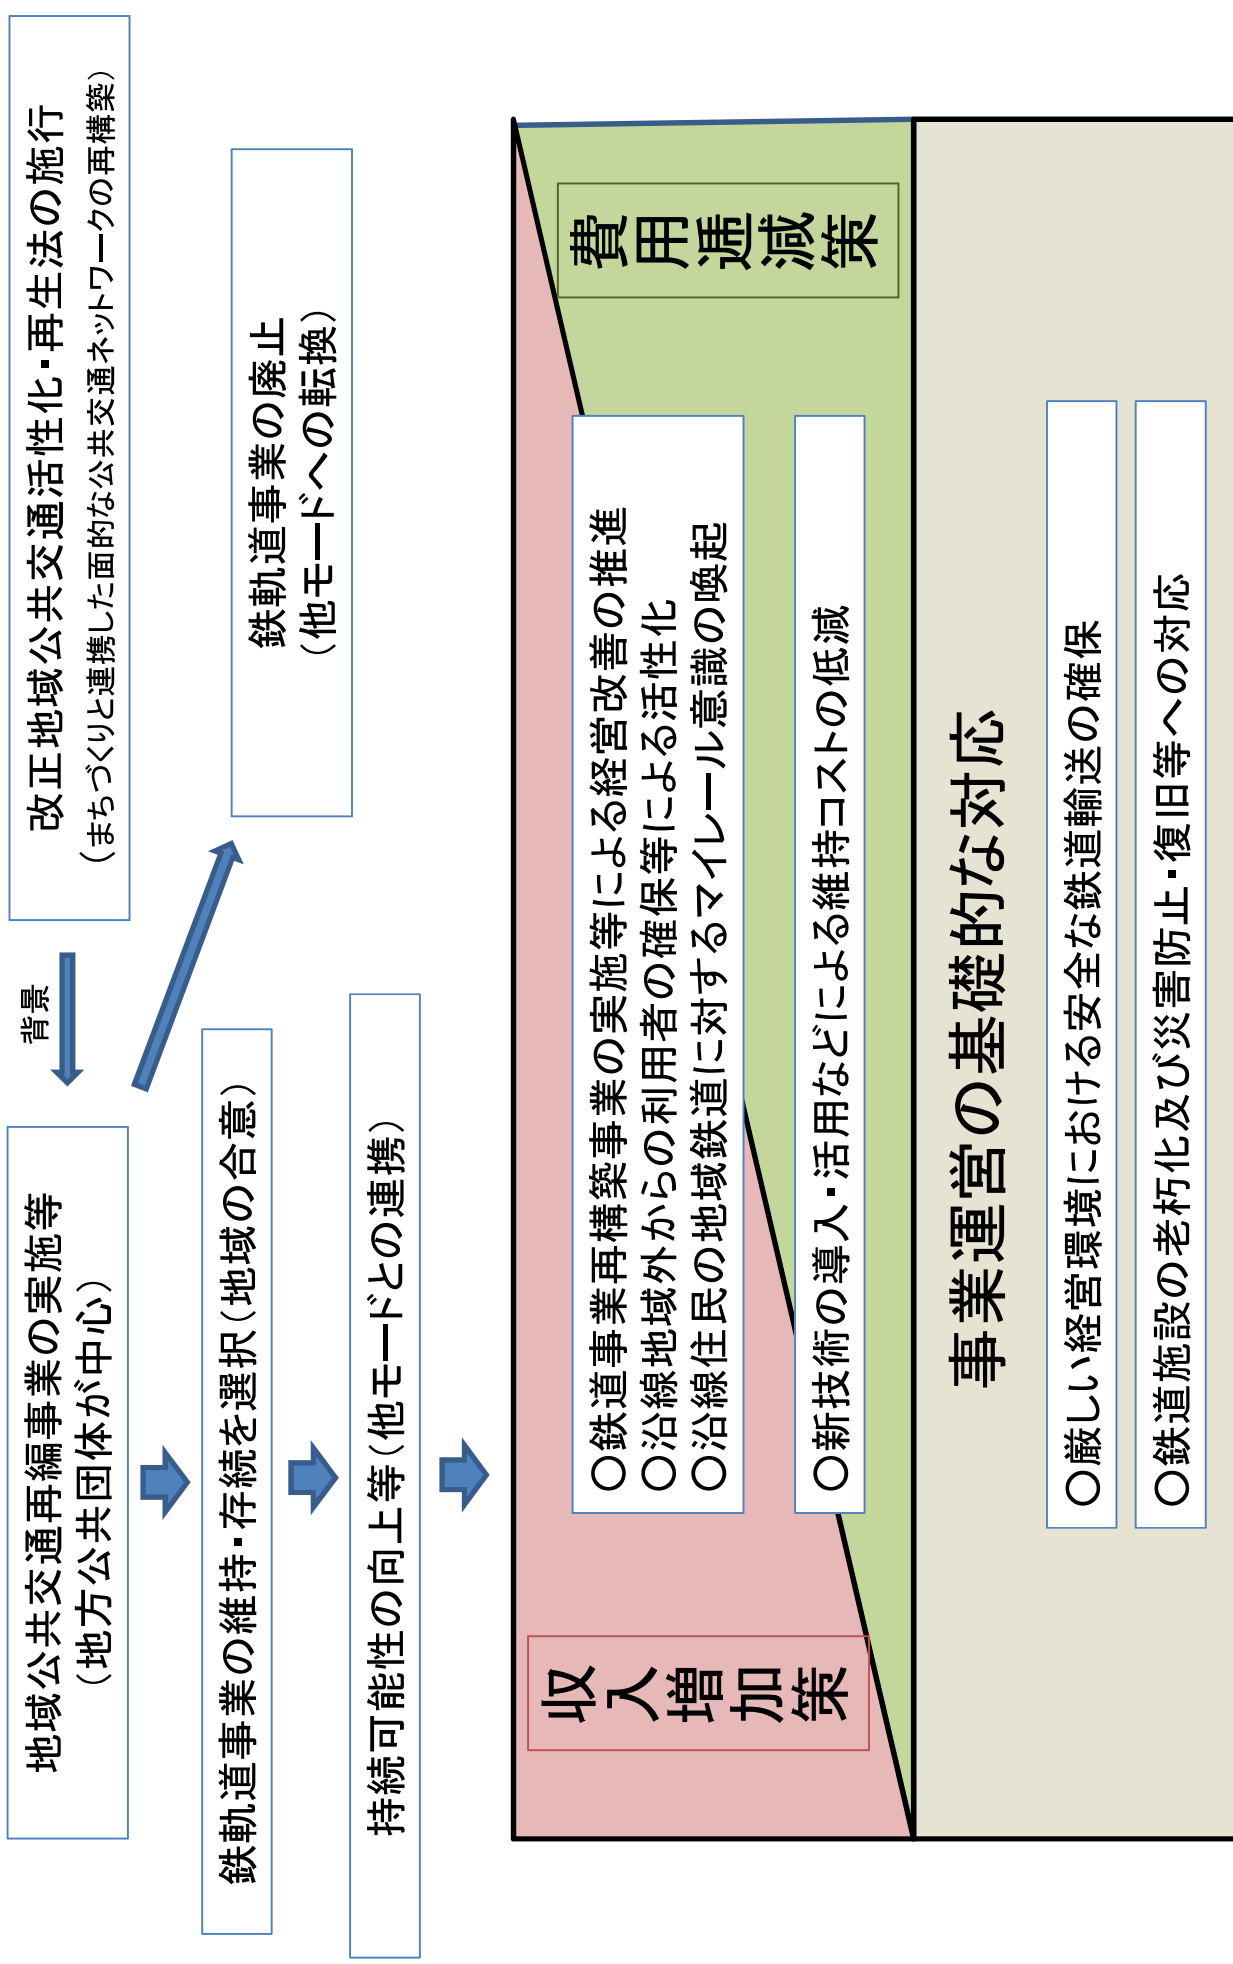 地域公共交通再編事業の実施等
(地方公共団体が中心)
背景
改正地域公共交通活性化・再生法の施行
(まちづくりと連携した面的な公共交通ネットワークの再構築)
鉄軌道事業の維持・存続を選択(地域の合意)
鉄軌道事業の廃止
(他モードへの転換)
持続可能性の向上等(他モードとの連携)
収入増加策
費用逓減策
○鉄道事業再構築事業の実施等による経営改善の推進
○沿線地域外からの利用者の確保等による活性化
○沿線住民の地域鉄道に対するマイレール意識の喚起
○新技術の導入・活用などによる維持コストの低減
事業運営の基礎的な対応
○厳しい経営環境における安全な鉄道輸送の確保
○鉄道施設の老朽化及び災害防止・復旧等への対応